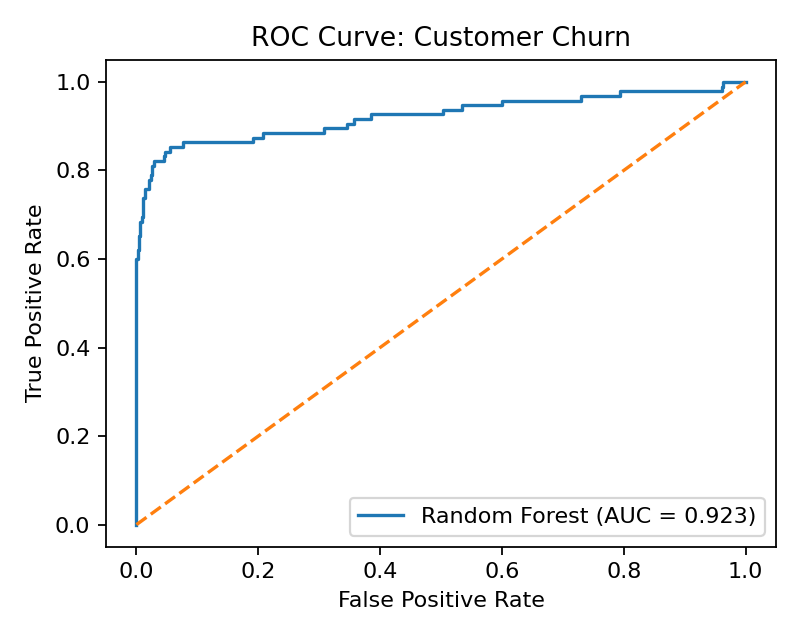 ROC Curve: Customer Churn
True Positive Rate
1.0
0.8
0.6
0.4
0.2
0.0
Random Forest (AUC = 0.923)
0.0 0.2 0.4 0.6 0.8 1.0
False Positive Rate